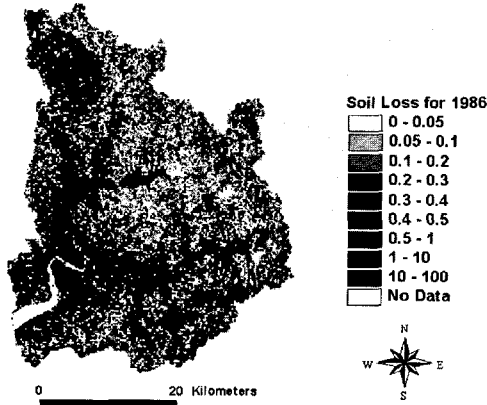 Soil Loss for 1986
0 - 0.05
0.05 - 0.1
0.1 - 0.2
0.2 - 0.3
0.3 - 0.4
0.4 - 0.5
0.5 - 1
1 - 10
10 - 100
No Data
N
W E
S
0 20 Kilometers